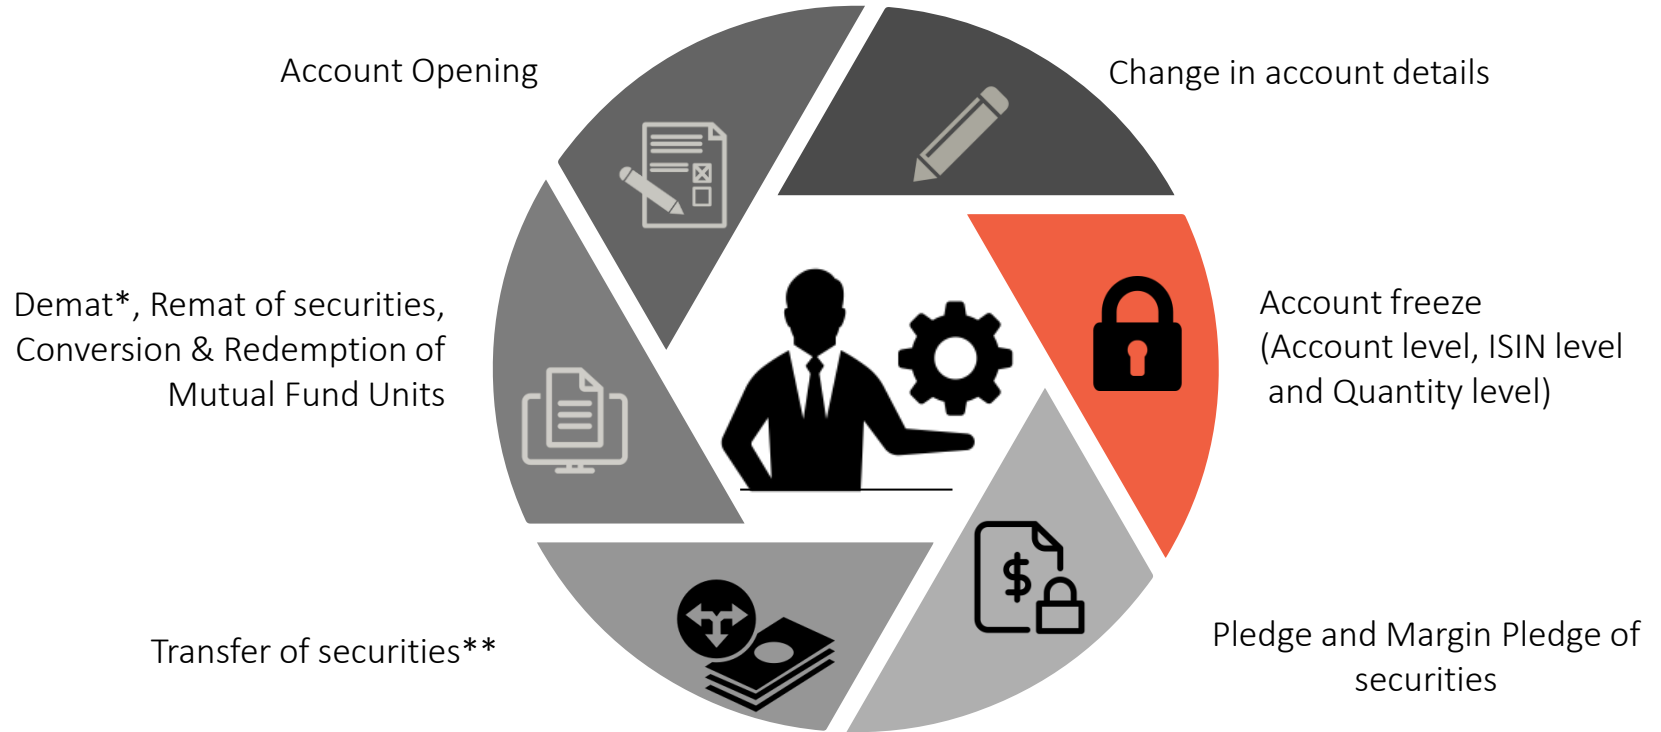 Account Opening
Change in account details
Demat*, Remat of securities,
Conversion & Redemption of
Mutual Fund Units
Account freeze
(Account level, ISIN level
and Quantity level)
$
Transfer of securities**
Pledge and Margin Pledge of
securities